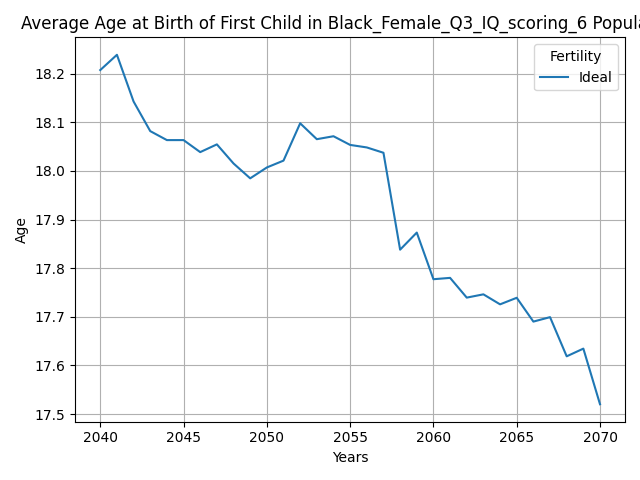 Average Age at Birth of First Child in Black_Female_Q3_IQ_scoring_6 Popula
Fertility
Ideal
Age
18.2
18.1
18.0
17.9
17.8
17.7
17.6
17.5
2040 2045 2050 2055 2060 2065 2070
Years